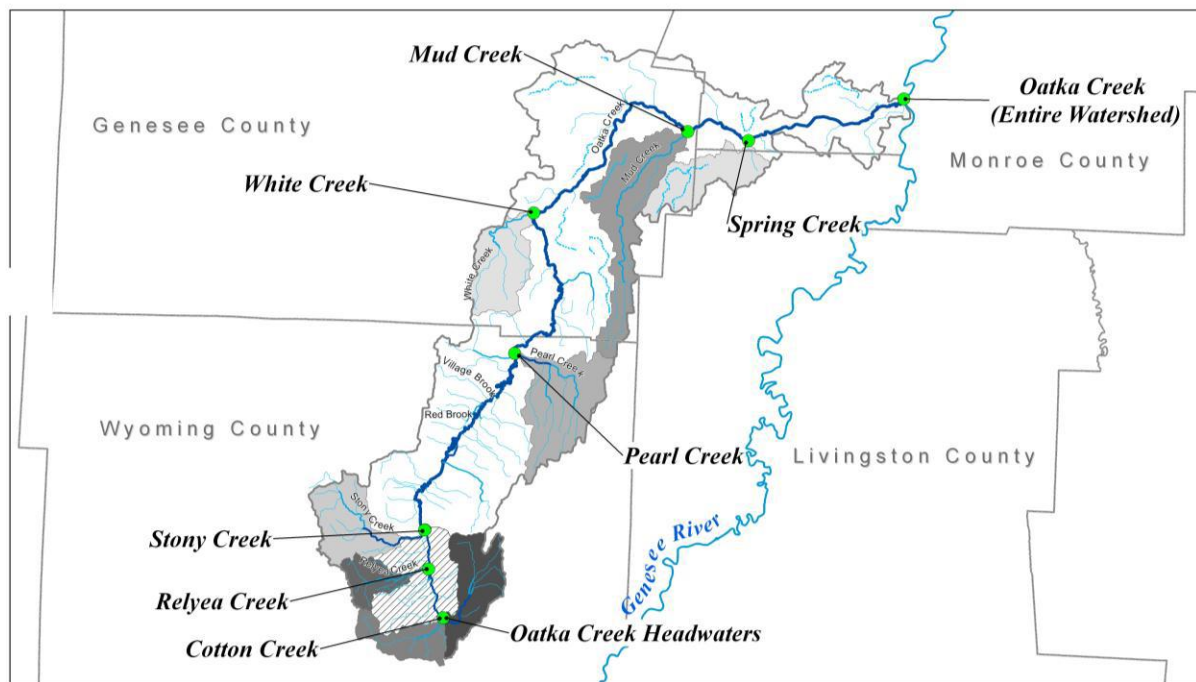 Mud Creek
Oatka Creek
(Entire Watershed)
Genesee County
Oatka Creek
Monroe County
Mud Creek
White Creek
Spring Creek
White Creek
Pearl Creek
Village Brook
Red Brook
Wyoming County
Pearl Creek
Livingston County
Stony Creek
Stony Creek
Relyea Creek
Genesee River
Relyea Creek
Cotton Creek
Oatka Creek Headwaters